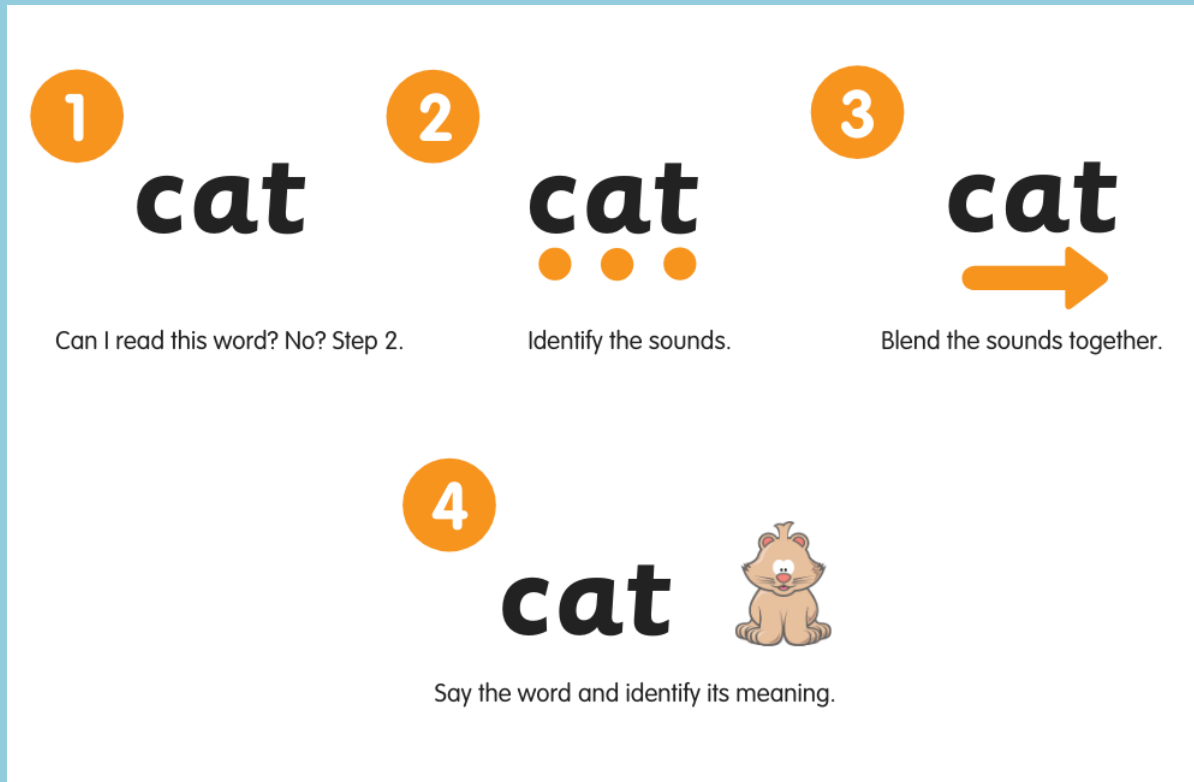 1
cat
Can I read this word? No? Step 2.
2
cat
Identify the sounds.
3
cat
Blend the sounds together.
4
cat
Say the word and identify its meaning.